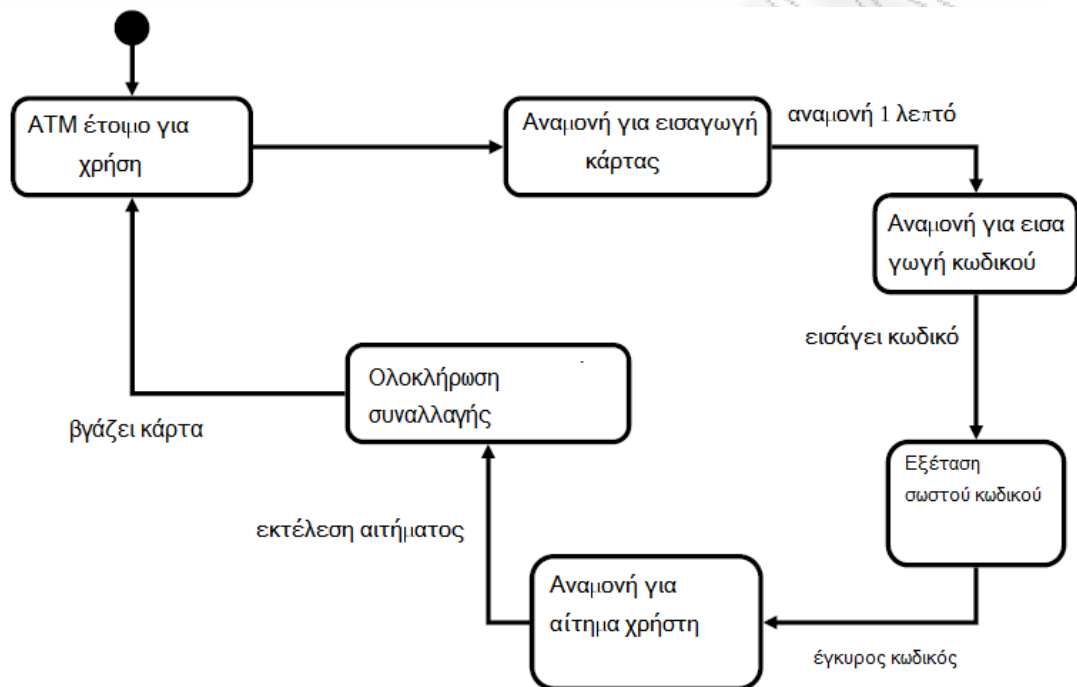 ΑΤΜ έτοιμο για
χρήση
Αναμονή για εισαγωγή
κάρτας
αναμονή 1 λεπτό
Αναμονή για εισα
γωγή κωδικού
εισάγει κωδικό
Εξέταση
σωστού κωδικού
έγκυρος κωδικός
Αναμονή για
αίτημα χρήστη
εκτέλεση αιτήματος
Ολοκλήρωση
συναλλαγής
βγάζει κάρτα